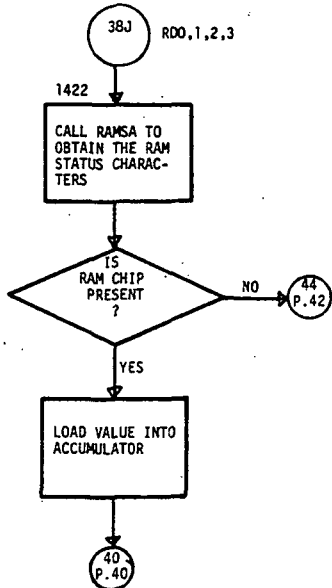 38J
RD0,1,2,3
1422
CALL RAMSA TO
OBTAIN THE RAM
STATUS CHARAC-
TERS
IS
RAM CHIP
PRESENT
?
NO
44
P.42
YES
LOAD VALUE INTO
ACCUMULATOR
40
P.40